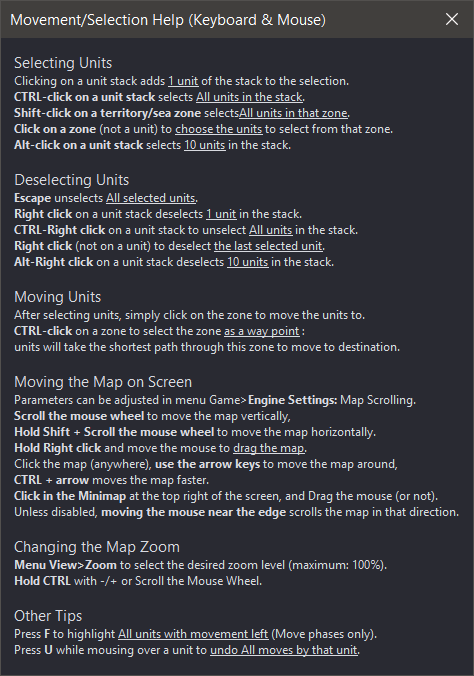 Movement/Selection Help (Keyboard & Mouse)
Selecting Units
Clicking on a unit stack adds 1 unit of the stack to the selection.
CTRL-click on a unit stack selects All units in the stack.
Shift-click on a territory/sea zone selectsAll units in that zone.
Click on a zone (not a unit) to choose the units to select from that zone.
Alt-click on a unit stack selects 10 units in the stack.
Deselecting Units
Escape unselects All selected units.
Right click on a unit stack deselects 1 unit in the stack.
CTRL-Right click on a unit stack to unselect All units in the stack.
Right click (not on a unit) to deselect the last selected unit.
Alt-Right click on a unit stack deselects 10 units in the stack.
Moving Units
After selecting units, simply click on the zone to move the units to.
CTRL-click on a zone to select the zone as a way point :
units will take the shortest path through this zone to move to destination.
Moving the Map on Screen
Parameters can be adjusted in menu Game>Engine Settings: Map Scrolling.
Scroll the mouse wheel to move the map vertically,
Hold Shift + Scroll the mouse wheel to move the map horizontally.
Hold Right click and move the mouse to drag the map.
Click the map (anywhere), use the arrow keys to move the map around,
CTRL + arrow moves the map faster.
Click in the Minimap at the top right of the screen, and Drag the mouse (or not).
Unless disabled, moving the mouse near the edge scrolls the map in that direction.
Changing the Map Zoom
Menu View>Zoom to select the desired zoom level (maximum: 100%).
Hold CTRL with -/+ or Scroll the Mouse Wheel.
Other Tips
Press F to highlight All units with movement left (Move phases only).
Press U while mousing over a unit to undo All moves by that unit.